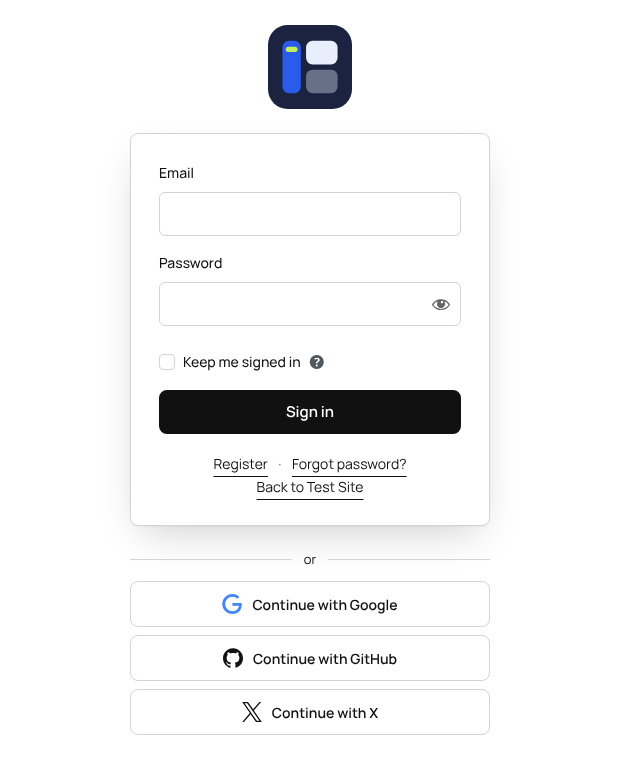 Email
Password
Keep me signed in ?
Sign in
Register · Forgot password?
Back to Test Site
or
Continue with Google
Continue with GitHub
Continue with X